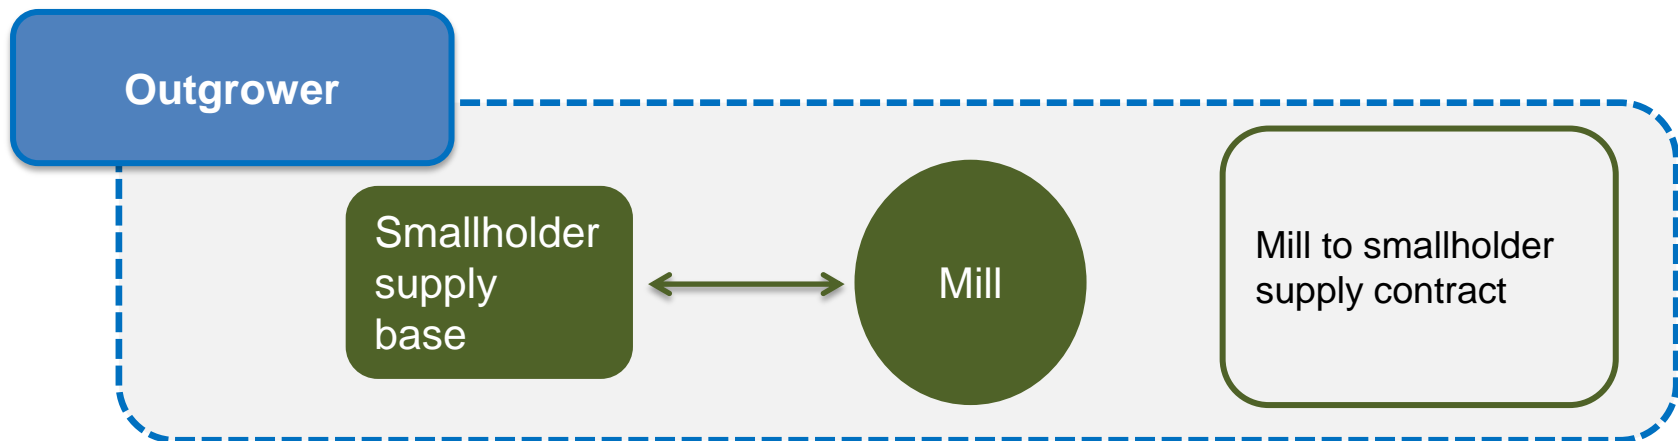 Outgrower
Smallholder
supply
base
Mill
Mill to smallholder
supply contract